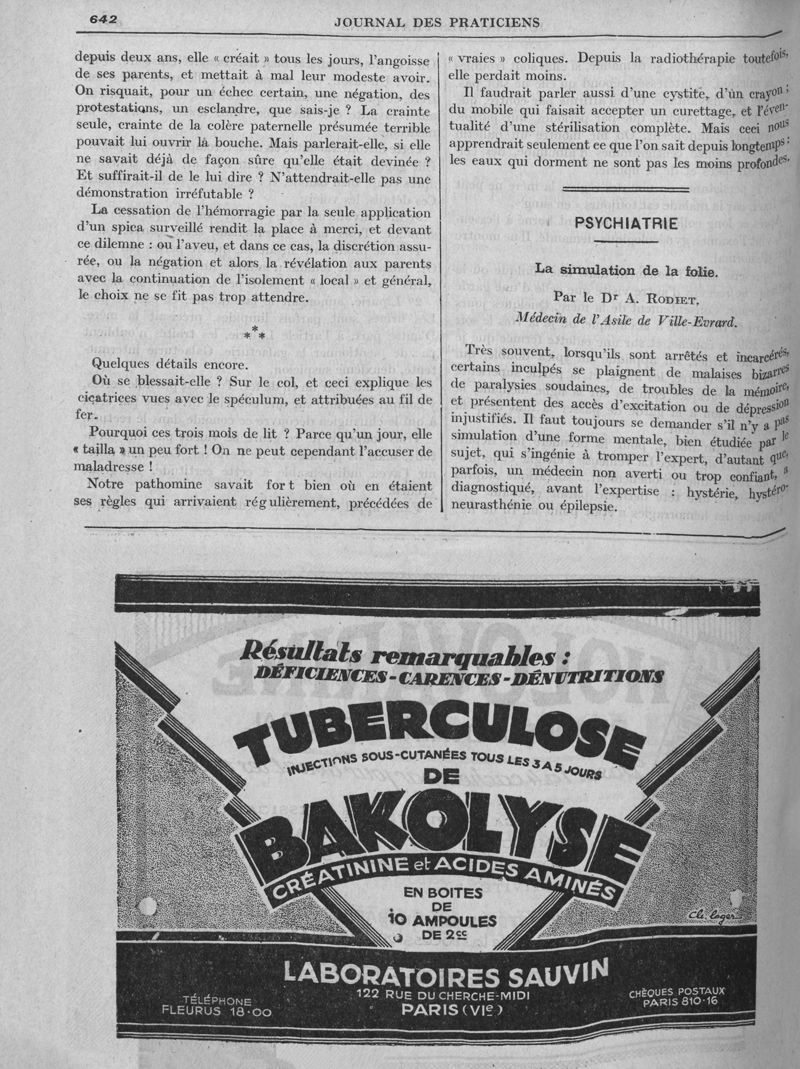 642
JOURNAL DES PRATICIENS
depuis deux ans, elle « créait » tous les jours, l'angoisse
de ses parents, et mettait à mal leur modeste avoir.
On risquait, pour un échec certain, une négation, des
protestations, un esclandre, que sais-je ? La crainte
seule, crainte de la colère paternelle présumée terrible
pouvait lui ouvrir la bouche. Mais parlerait-elle, si elle
ne savait déjà de façon sûre qu'elle était devinée ?
Et suffirait-il de le lui dire ? N'attendrait-elle pas une
démonstration irréfutable ?
La cessation de l'hémorragie par la seule application
d'un spica surveillé rendit la place à merci, et devant
ce dilemne : ou l'aveu, et dans ce cas, la discrétion assu-
rée, ou la négation et alors la révélation aux parents
avec la continuation de l'isolement « local » et général,
le choix ne se fit pas trop attendre.
***
Quelques détails encore.
Où se blessait-elle ? Sur le col, et ceci explique les
cicatrices vues avec le spéculum, et attribuées au fil de
fer.
Pourquoi ces trois mois de lit ? Parce qu'un jour, elle
« tailla » un peu fort ! On ne peut cependant l'accuser de
maladresse !
Notre pathomine savait fort bien où en étaient
ses règles qui arrivaient régulièrement, précédées de
« vraies » coliques. Depuis la radiothérapie toutefois,
elle perdait moins.
Il faudrait parler aussi d'une cystite, d'un crayon ;
du mobile qui faisait accepter un curettage, et l'éven-
tualité d'une stérilisation complète. Mais ceci nous
apprendrait seulement ce que l'on sait depuis longtemps :
les eaux qui dorment ne sont pas les moins profondes.
PSYCHIATRIE
La simulation de la folie.
Par le Dr A. RODIET,
Médecin de l'Asile de Ville-Evrard.
Très souvent, lorsqu'ils sont arrêtés et incarcérés,
certains inculpés se plaignent de malaises bizarres
de paralysies soudaines, de troubles de la mémoire,
et présentent des accès d'excitation ou de dépression
injustifiés. Il faut toujours se demander s'il n'y a pas
simulation d'une forme mentale, bien étudiée par le
sujet, qui s'ingénie à tromper l'expert, d'autant que,
parfois, un médecin non averti ou trop confiant, a
diagnostiqué, avant l'expertise : hystérie, hystéro-
neurasthénie ou épilepsie.
Résultats remarquables :
DÉFICIENCES-CARENCES-DÉNUTRITIONS
TUBERCULOSE
INJECTIONS SOUS-CUTANÉES TOUS LES 3 A 5 JOURS
DE
BAKOLYSE
CRÉATININE et ACIDES AMINÉS
EN BOITES
DE
10 AMPOULES
DE 2cc
Ch. Loger
LABORATOIRES SAUVIN
122 RUE DU CHERCHE-MIDI
PARIS (VIe)
TÉLÉPHONE
FLEURUS 18-00
CHÈQUES POSTAUX
PARIS 810-16